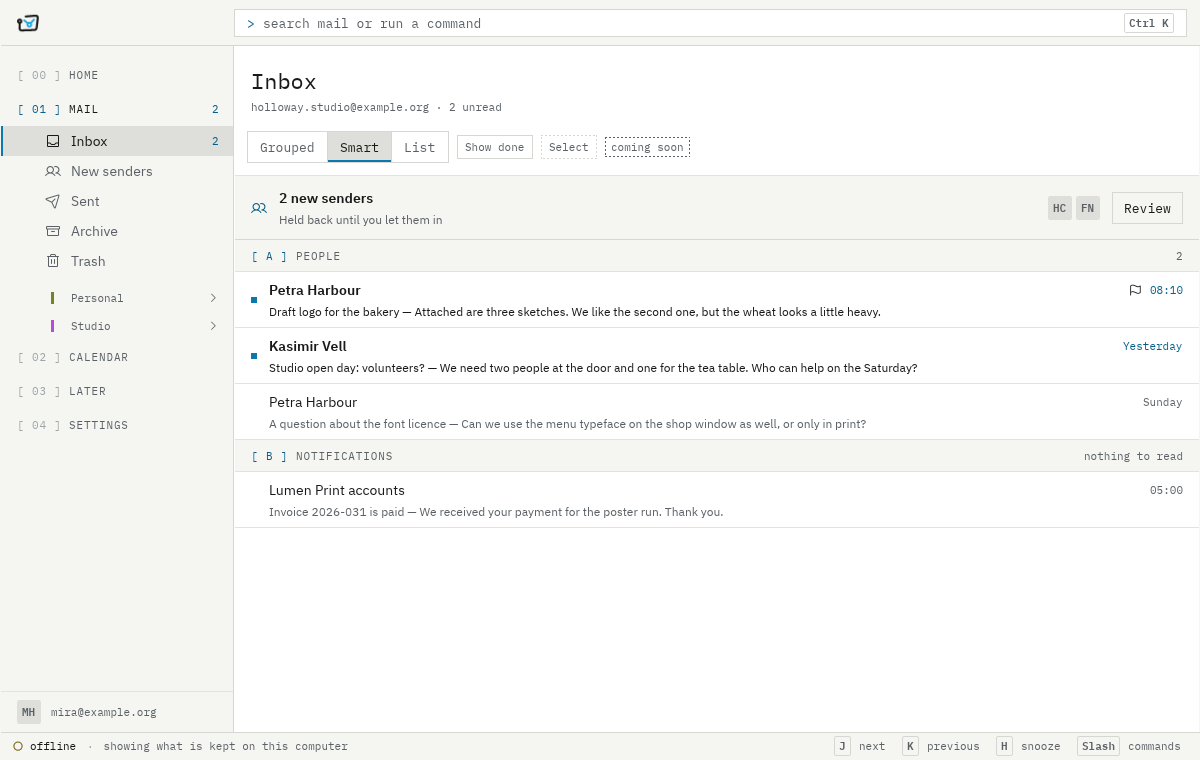 > search mail or run a command
Ctrl K
[ 00 ] HOME
[ 01 ] MAIL 2
Inbox 2
New senders
Sent
Archive
Trash
Personal
Studio
[ 02 ] CALENDAR
[ 03 ] LATER
[ 04 ] SETTINGS
MH mira@example.org
Inbox
holloway.studio@example.org · 2 unread
Grouped Smart List Show done Select coming soon
2 new senders
Held back until you let them in
HC FN Review
[ A ] PEOPLE 2
Petra Harbour 08:10
Draft logo for the bakery — Attached are three sketches. We like the second one, but the wheat looks a little heavy.
Kasimir Vell Yesterday
Studio open day: volunteers? — We need two people at the door and one for the tea table. Who can help on the Saturday?
Petra Harbour Sunday
A question about the font licence — Can we use the menu typeface on the shop window as well, or only in print?
[ B ] NOTIFICATIONS nothing to read
Lumen Print accounts 05:00
Invoice 2026-031 is paid — We received your payment for the poster run. Thank you.
offline · showing what is kept on this computer
J next K previous H snooze Slash commands